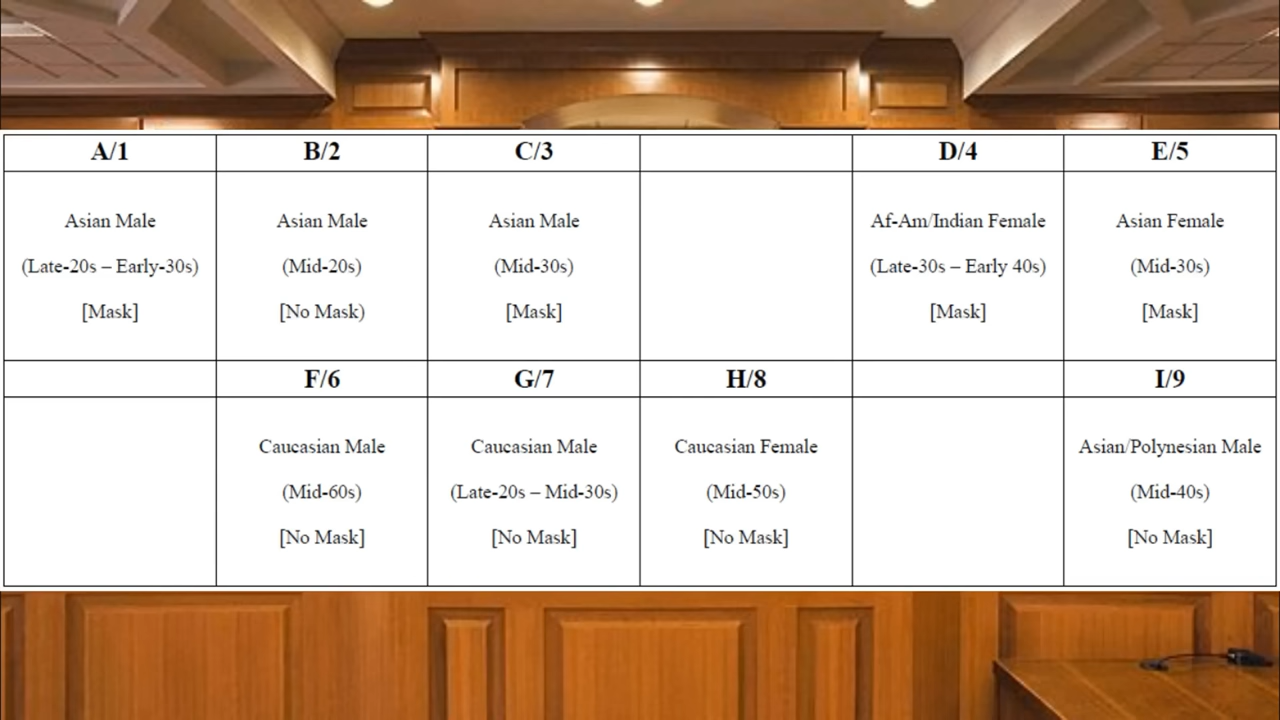 A/1 B/2 C/3 D/4 E/5
Asian Male Asian Male Asian Male Af-Am/Indian Female Asian Female
(Late-20s – Early-30s) (Mid-20s) (Mid-30s) (Late-30s – Early 40s) (Mid-30s)
[Mask] [No Mask) [Mask] [Mask] [Mask]
F/6 G/7 H/8 I/9
Caucasian Male Caucasian Male Caucasian Female Asian/Polynesian Male
(Mid-60s) (Late-20s – Mid-30s) (Mid-50s) (Mid-40s)
[No Mask] [No Mask] [No Mask] [No Mask]